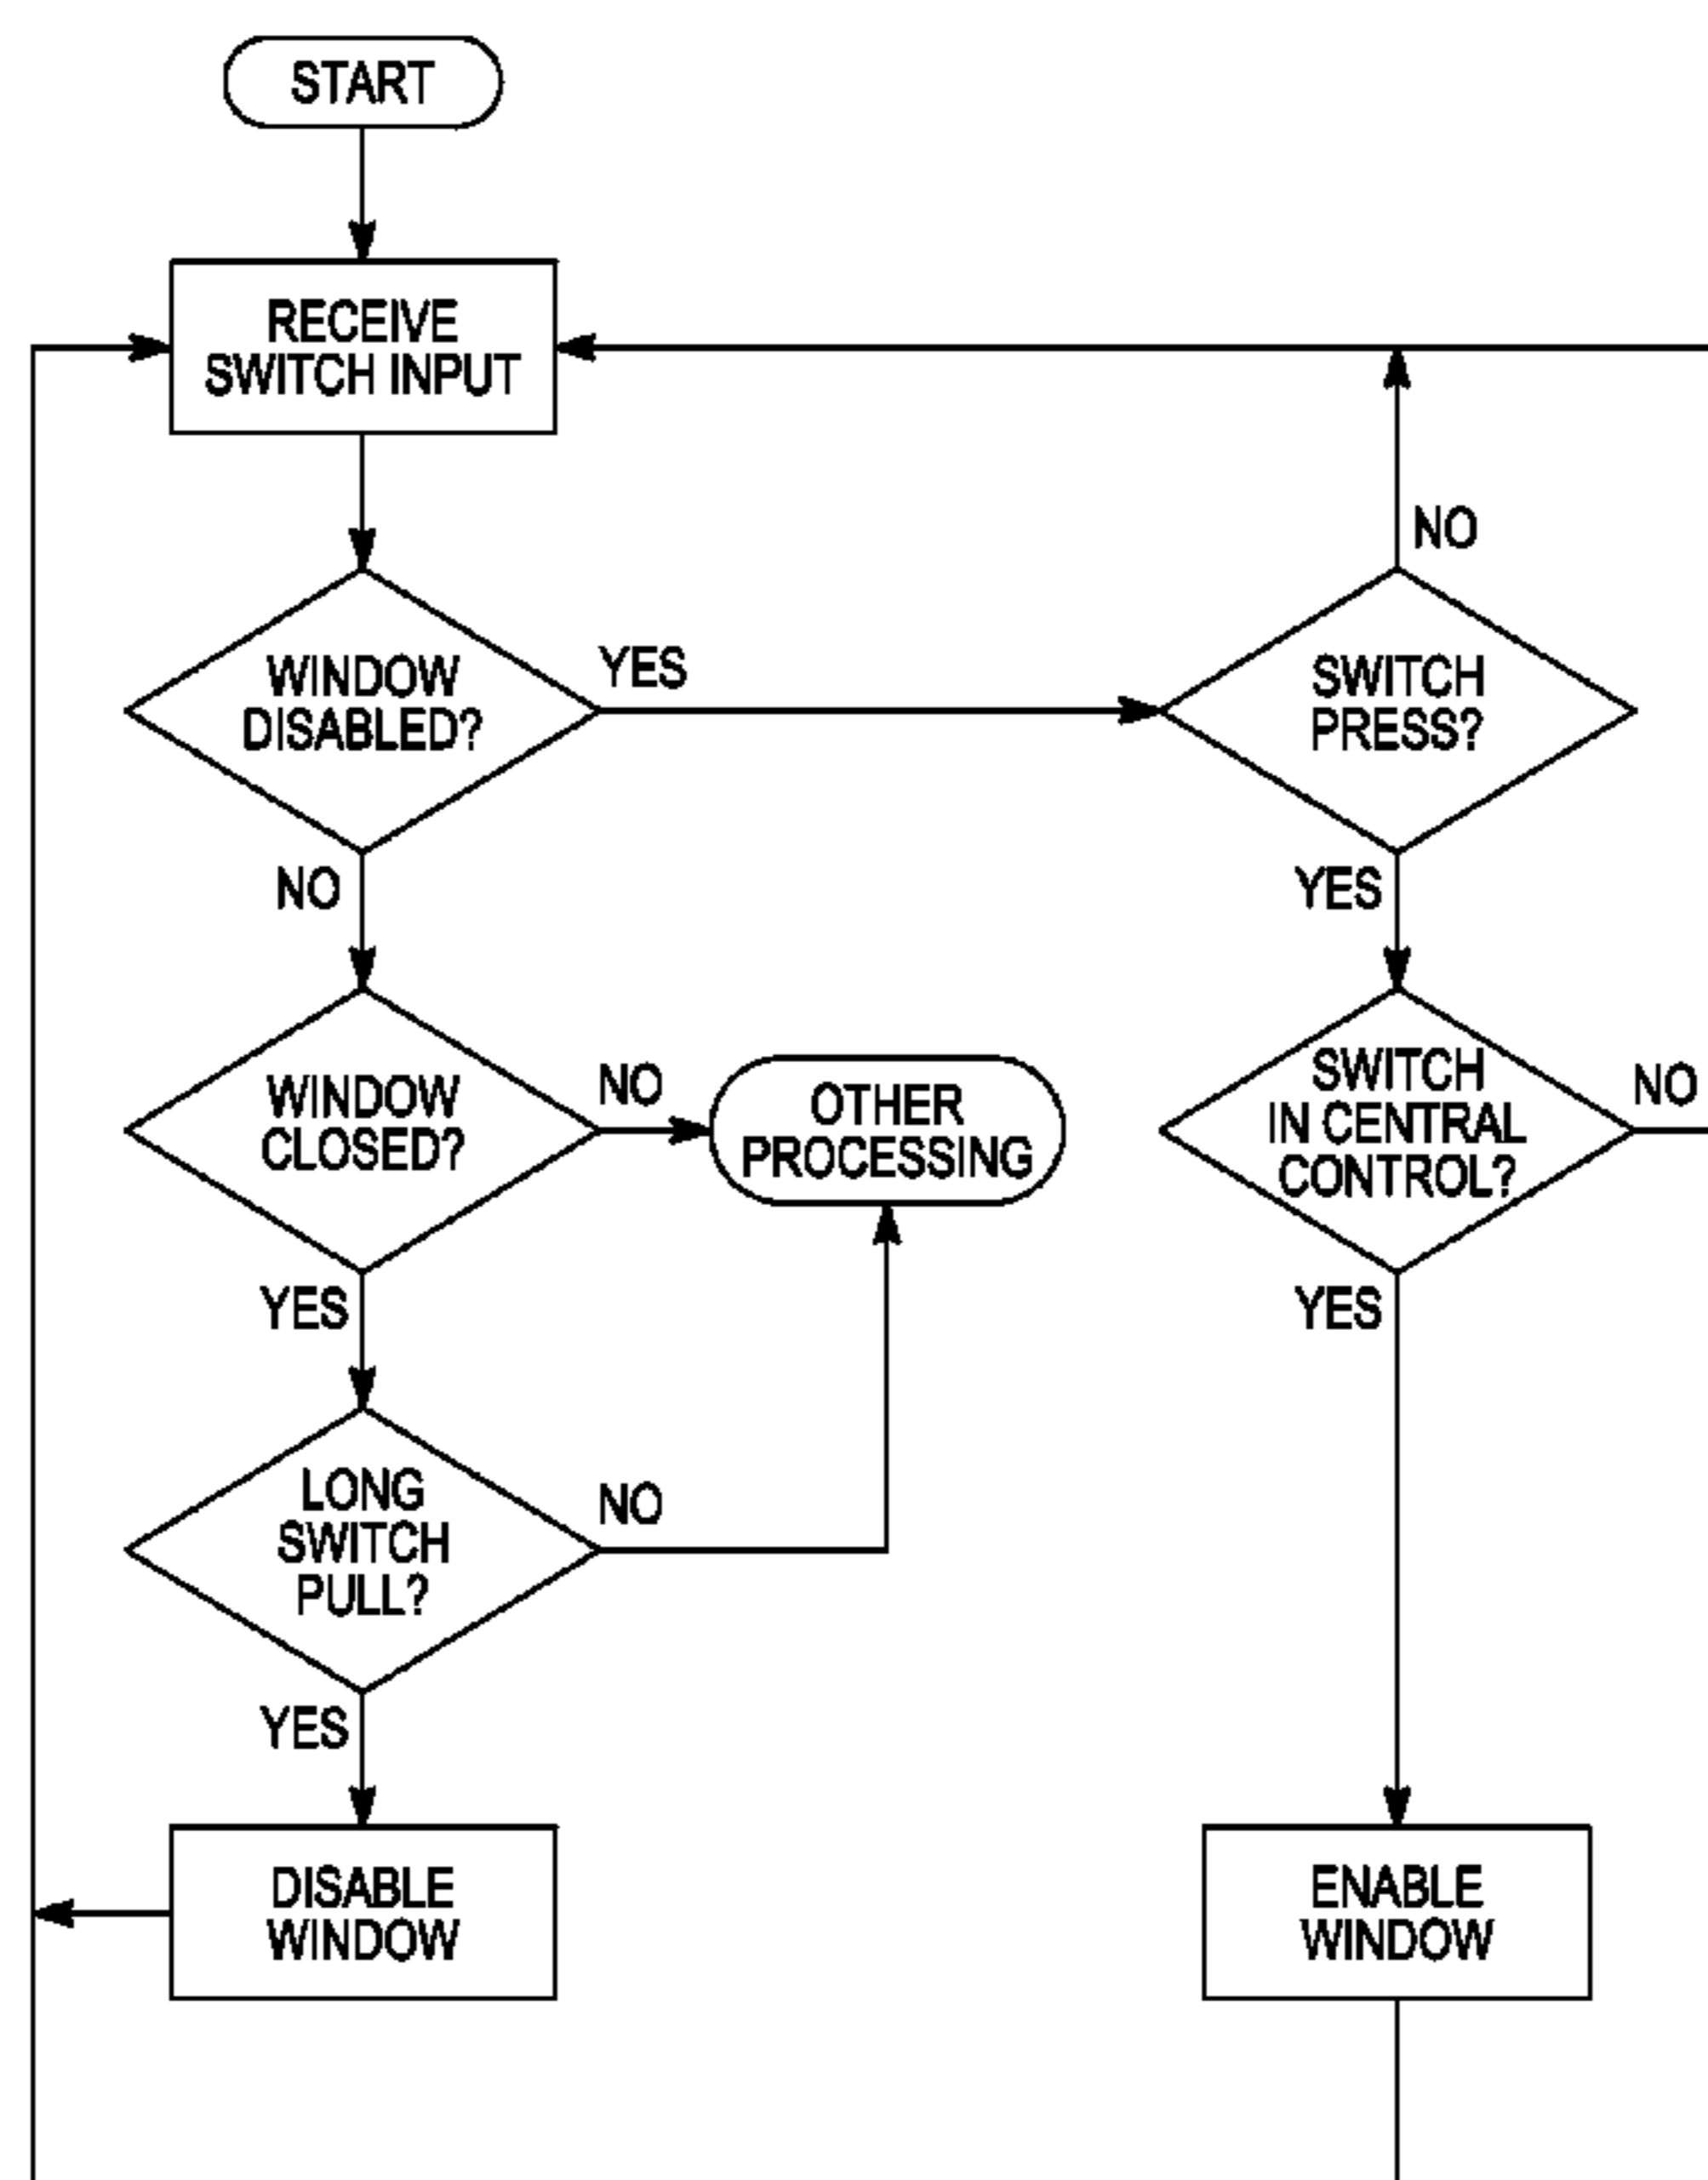 START
RECEIVE
SWITCH INPUT
WINDOW
DISABLED?
YES
NO
SWITCH
PRESS?
NO
YES
WINDOW
CLOSED?
NO
YES
OTHER
PROCESSING
SWITCH
IN CENTRAL
CONTROL?
NO
YES
LONG
SWITCH
PULL?
NO
YES
DISABLE
WINDOW
ENABLE
WINDOW